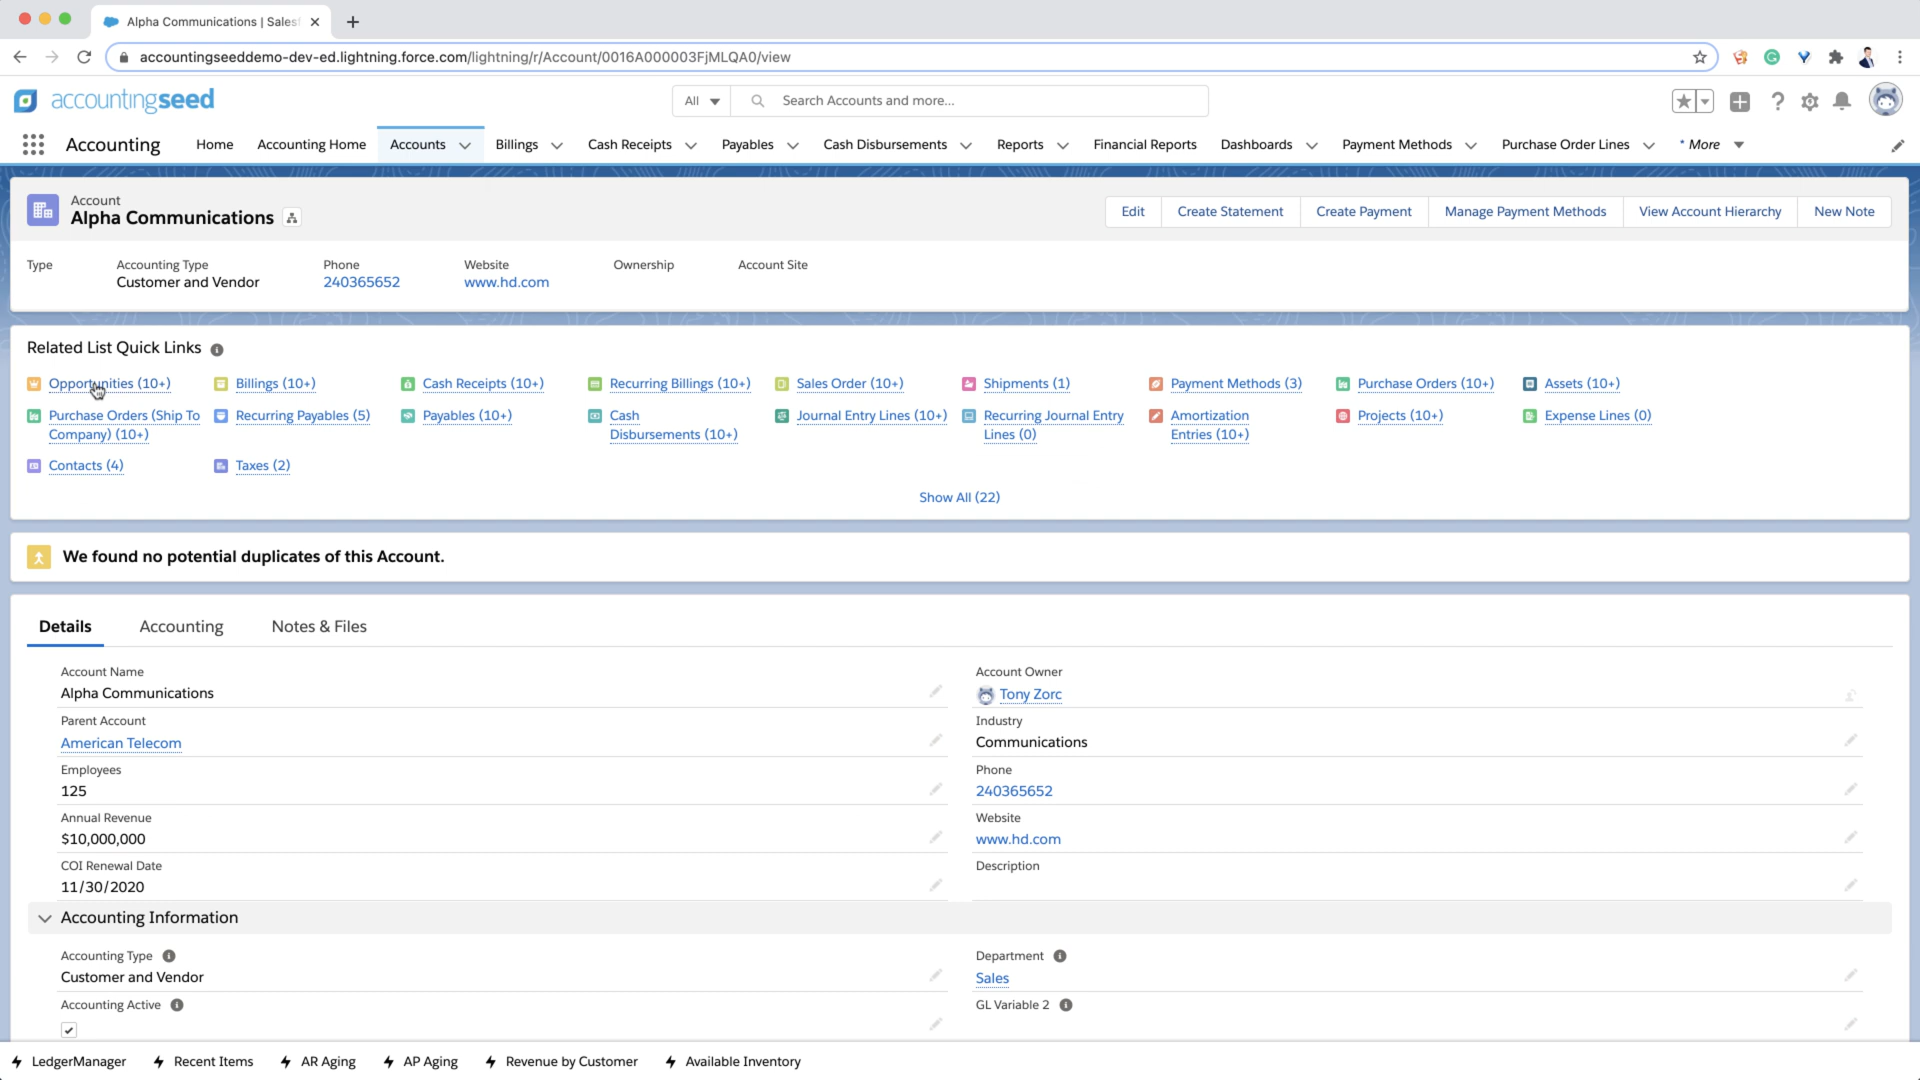 Alpha Communications | Sales
accountingseeddemo-dev-ed.lightning.force.com/lightning/r/Account/0016A000003FjMLQA0/view
accountingseed
All
Search Accounts and more...
Accounting
Home
Accounting Home
Accounts
Billings
Cash Receipts
Payables
Cash Disbursements
Reports
Financial Reports
Dashboards
Payment Methods
Purchase Order Lines
* More
Account
Alpha Communications
Edit
Create Statement
Create Payment
Manage Payment Methods
View Account Hierarchy
New Note
Type
Accounting Type
Customer and Vendor
Phone
240365652
Website
www.hd.com
Ownership
Account Site
Related List Quick Links
Opportunities (10+)
Billings (10+)
Cash Receipts (10+)
Recurring Billings (10+)
Sales Order (10+)
Shipments (1)
Payment Methods (3)
Purchase Orders (10+)
Assets (10+)
Purchase Orders (Ship To
Company) (10+)
Recurring Payables (5)
Payables (10+)
Cash
Disbursements (10+)
Journal Entry Lines (10+)
Recurring Journal Entry
Lines (0)
Amortization
Entries (10+)
Projects (10+)
Expense Lines (0)
Contacts (4)
Taxes (2)
Show All (22)
We found no potential duplicates of this Account.
Details
Accounting
Notes & Files
Account Name
Alpha Communications
Account Owner
Tony Zorc
Parent Account
American Telecom
Industry
Communications
Employees
125
Phone
240365652
Annual Revenue
$10,000,000
Website
www.hd.com
COI Renewal Date
11/30/2020
Description
Accounting Information
Accounting Type
Customer and Vendor
Department
Sales
Accounting Active
GL Variable 2
LedgerManager
Recent Items
AR Aging
AP Aging
Revenue by Customer
Available Inventory